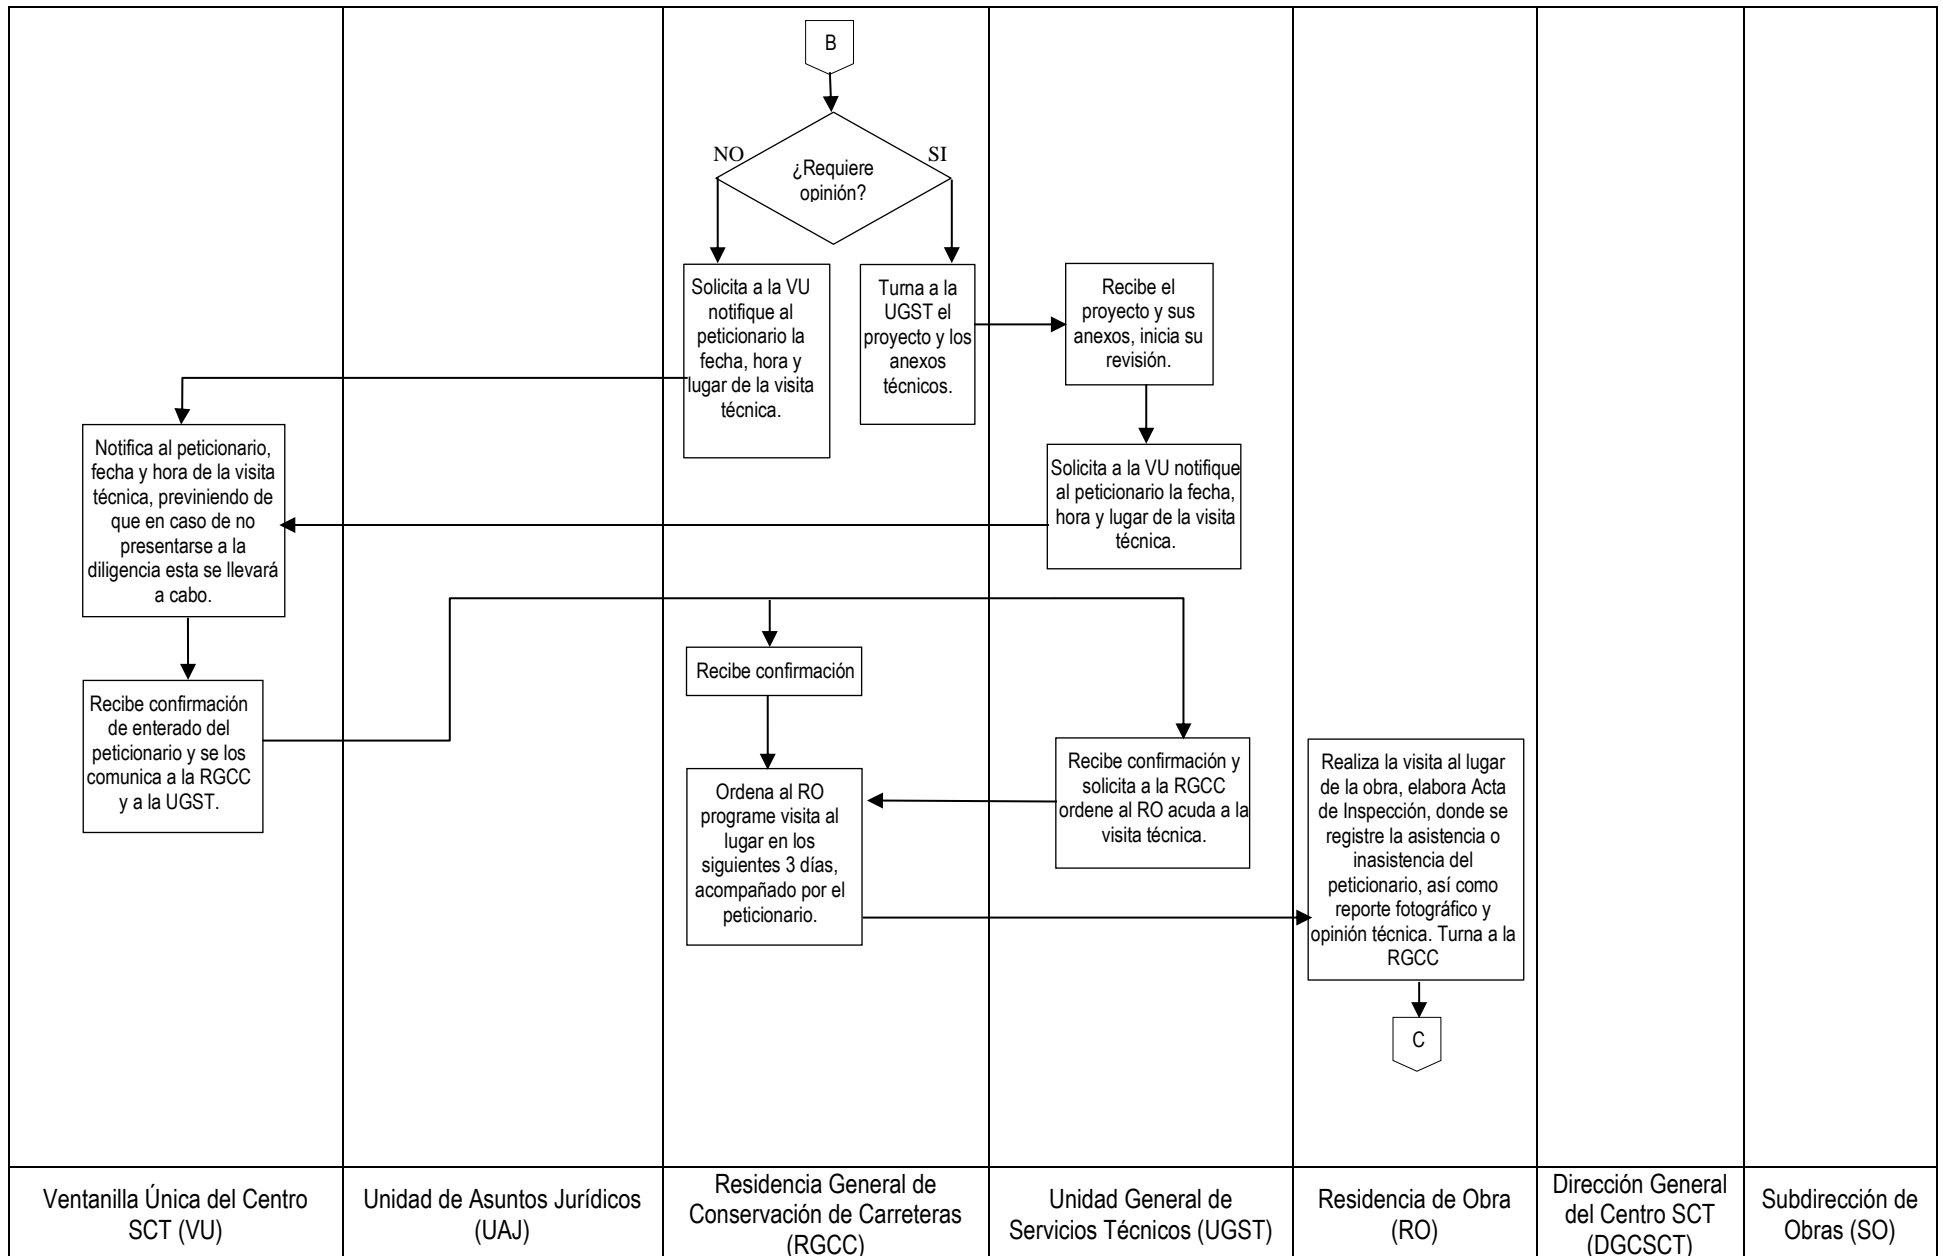 B
NO
SI
¿Requiere
opinión?
Solicita a la VU
notifique al
peticionario la
fecha, hora y
lugar de la visita
técnica.
Turna a la
UGST el
proyecto y los
anexos
técnicos.
Recibe el
proyecto y sus
anexos, inicia su
revisión.
Notifica al peticionario,
fecha y hora de la visita
técnica, previniendo de
que en caso de no
presentarse a la
diligencia esta se llevará
a cabo.
Solicita a la VU notifique
al peticionario la fecha,
hora y lugar de la visita
técnica.
Recibe confirmación
de enterado del
peticionario y se los
comunica a la RGCC
y a la UGST.
Recibe confirmación
Ordena al RO
programe visita al
lugar en los
siguientes 3 días,
acompañado por el
peticionario.
Recibe confirmación y
solicita a la RGCC
ordene al RO acuda a la
visita técnica.
Realiza la visita al lugar
de la obra, elabora Acta
de Inspección, donde se
registre la asistencia o
inasistencia del
peticionario, así como
reporte fotográfico y
opinión técnica. Turna a la
RGCC
C
Ventanilla Única del Centro
SCT (VU)
Unidad de Asuntos Jurídicos
(UAJ)
Residencia General de
Conservación de Carreteras
(RGCC)
Unidad General de
Servicios Técnicos (UGST)
Residencia de Obra
(RO)
Dirección General
del Centro SCT
(DGCSCT)
Subdirección de
Obras (SO)